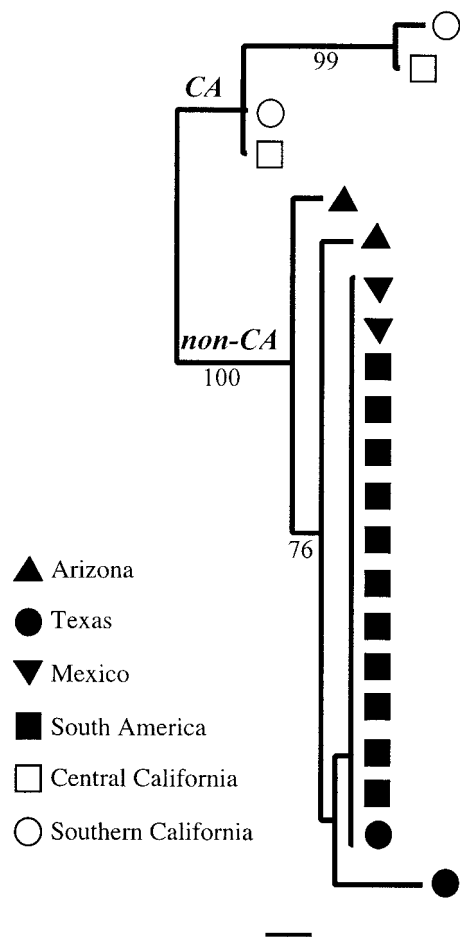 99
CA
non-CA
100
76
Arizona
Texas
Mexico
South America
Central California
Southern California